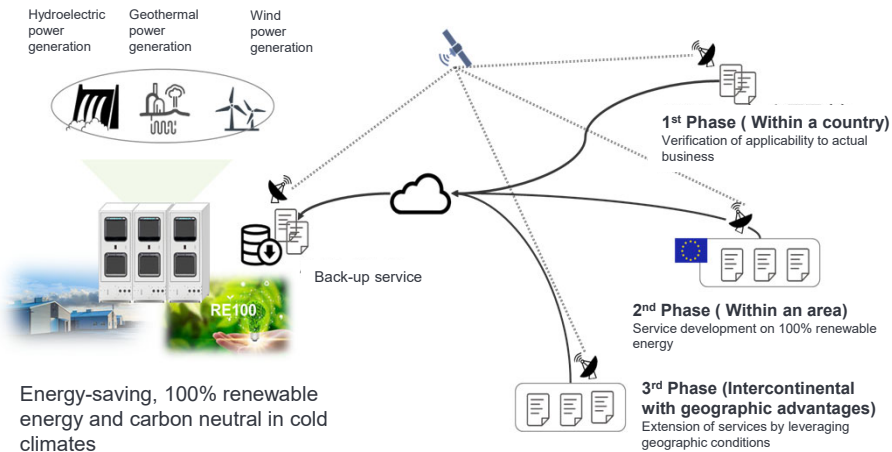 Hydroelectric
power
generation
Geothermal
power
generation
Wind
power
generation
1st Phase ( Within a country)
Verification of applicability to actual
business
Back-up service
RE100
2nd Phase ( Within an area)
Service development on 100% renewable
energy
3rd Phase (Intercontinental
with geographic advantages)
Extension of services by leveraging
geographic conditions
Energy-saving, 100% renewable
energy and carbon neutral in cold
climates